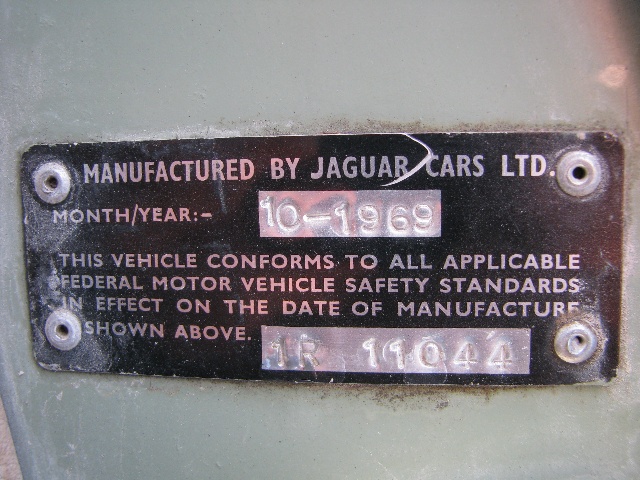 MANUFACTURED BY JAGUAR CARS LTD.
MONTH/YEAR:- 10-1969
THIS VEHICLE CONFORMS TO ALL APPLICABLE
FEDERAL MOTOR VEHICLE SAFETY STANDARDS
IN EFFECT ON THE DATE OF MANUFACTURE
SHOWN ABOVE. 1R 11044